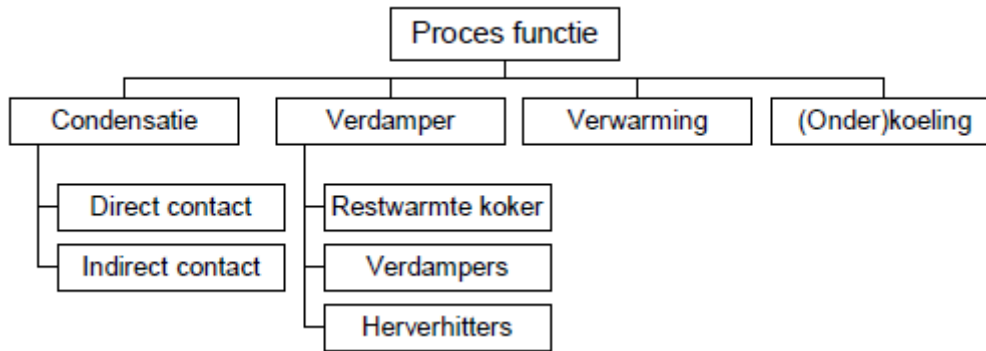 Proces functie
Condensatie
Verdamper
Verwarming
(Onder)koeling
Direct contact
Indirect contact
Restwarmte koker
Verdampers
Herverhitters